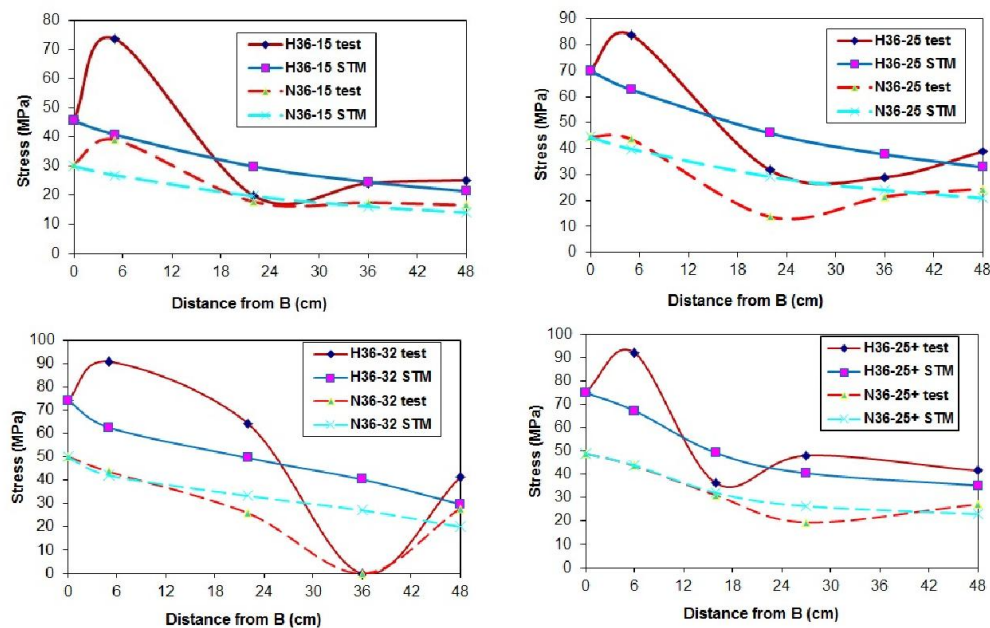 80
70
60
50
40
30
20
10
0
Stress (MPa)
0 6 12 18 24 30 36 42 48
Distance from B (cm)
H36-15 test
H36-15 STM
N36-15 test
N36-15 STM
90
80
70
60
50
40
30
20
10
0
Stress (MPa)
0 6 12 18 24 30 36 42 48
Distance from B (cm)
H36-25 test
H36-25 STM
N36-25 test
N36-25 STM
100
90
80
70
60
50
40
30
20
10
0
Stress (MPa)
0 6 12 18 24 30 36 42 48
Distance from B (cm)
H36-32 test
H36-32 STM
N36-32 test
N36-32 STM
100
90
80
70
60
50
40
30
20
10
0
Stress (MPa)
0 6 12 18 24 30 36 42 48
Distance from B (cm)
H36-25+ test
H36-25+ STM
N36-25+ test
N36-25+ STM